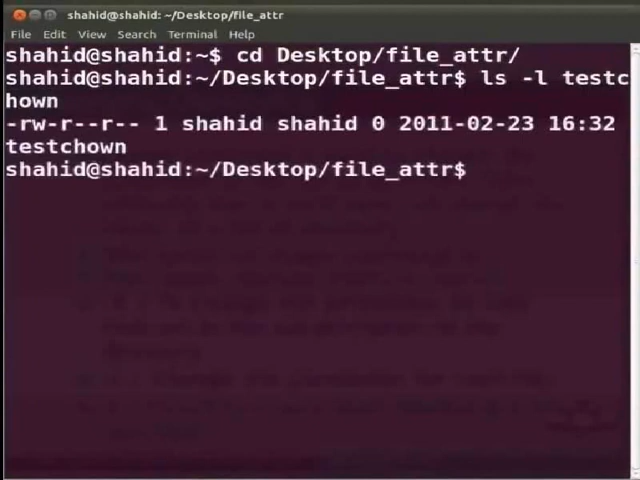 shahid@shahid: ~/Desktop/file_attr
File Edit View Search Terminal Help
shahid@shahid:~$ cd Desktop/file_attr/
shahid@shahid:~/Desktop/file_attr$ ls -l testc
hown
-rw-r--r-- 1 shahid shahid 0 2011-02-23 16:32
testchown
shahid@shahid:~/Desktop/file_attr$